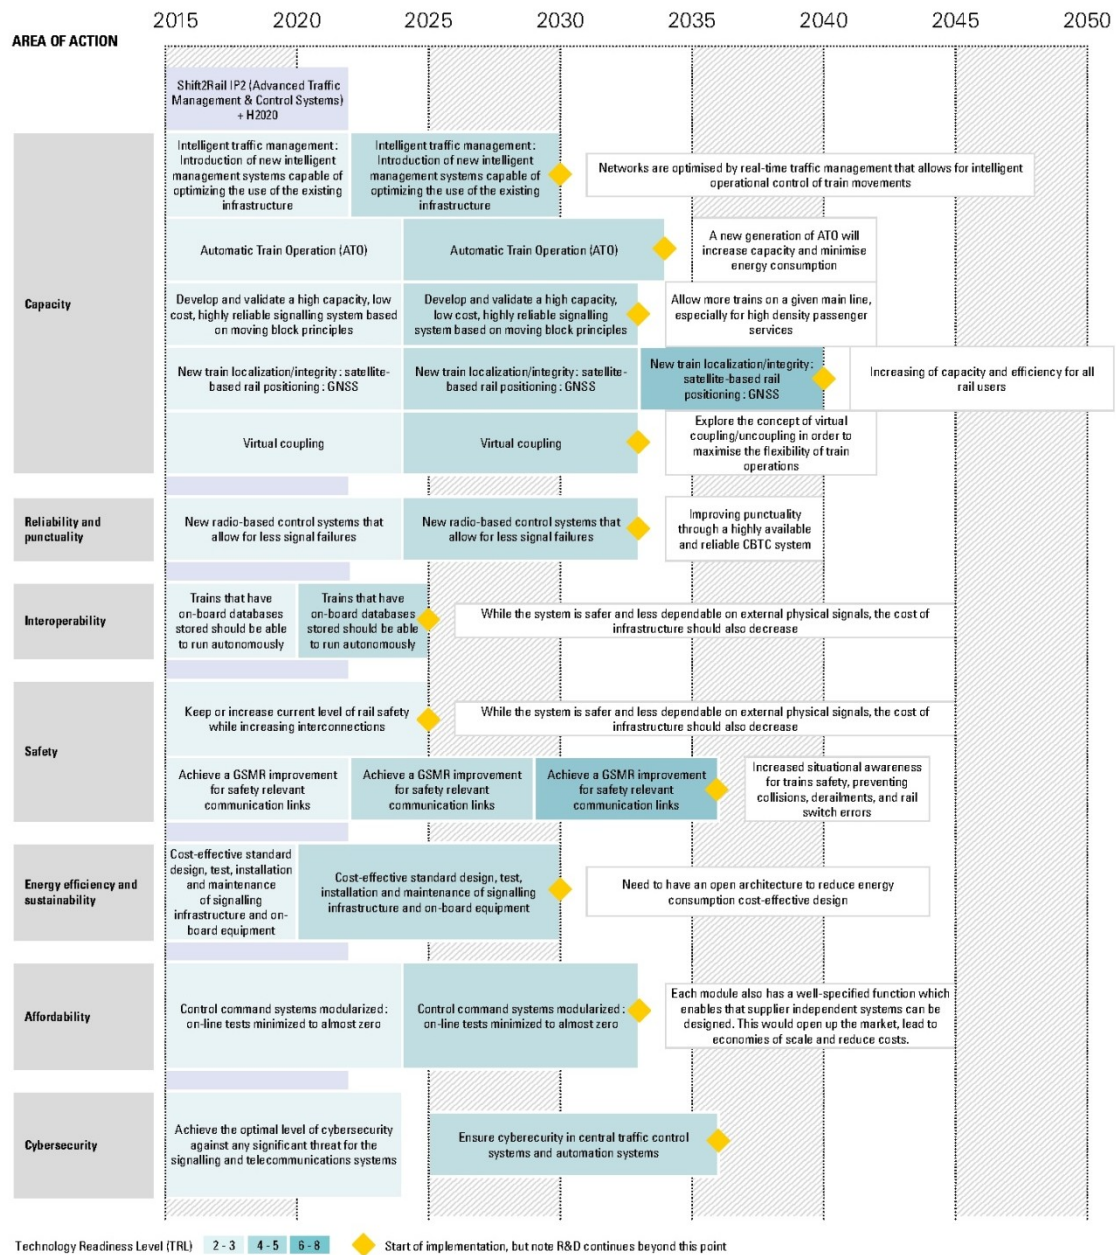 2015 2020 2025 2030 2035 2040 2045 2050
AREA OF ACTION
Shift2Rail IP2 (Advanced Traffic
Management & Control Systems)
+ H2020
Capacity
Intelligent traffic management:
Introduction of new intelligent
management systems capable of
optimizing the use of the existing
infrastructure
Intelligent traffic management:
Introduction of new intelligent
management systems capable of
optimizing the use of the existing
infrastructure
Networks are optimised by real-time traffic management that allows for intelligent
operational control of train movements
Automatic Train Operation (ATO)
Automatic Train Operation (ATO)
A new generation of ATO will
increase capacity and minimise
energy consumption
Develop and validate a high capacity, low
cost, highly reliable signalling system based
on moving block principles
Develop and validate a high capacity,
low cost, highly reliable signalling
system based on moving block principles
Allow more trains on a given main line,
especially for high density passenger
services
New train localization/integrity: satellite-
based rail positioning: GNSS
New train localization/integrity: satellite-
based rail positioning: GNSS
New train localization/integrity:
satellite-based rail
positioning: GNSS
Increasing of capacity and efficiency for all
rail users
Virtual coupling
Virtual coupling
Explore the concept of virtual
coupling/uncoupling in order to
maximise the flexibility of train
operations
Reliability and
punctuality
New radio-based control systems that
allow for less signal failures
New radio-based control systems that
allow for less signal failures
Improving punctuality
through a highly available
and reliable CBTC system
Interoperability
Trains that have
on-board databases
stored should be able
to run autonomously
Trains that have
on-board databases
stored should be able
to run autonomously
While the system is safer and less dependable on external physical signals, the cost of
infrastructure should also decrease
Safety
Keep or increase current level of rail safety
while increasing interconnections
While the system is safer and less dependable on external physical signals, the cost of
infrastructure should also decrease
Achieve a GSMR improvement
for safety relevant
communication links
Achieve a GSMR improvement
for safety relevant
communication links
Achieve a GSMR improvement
for safety relevant
communication links
Increased situational awareness
for trains safety, preventing
collisions, derailments, and rail
switch errors
Energy efficiency and
sustainability
Cost-effective standard
design, test, installation
and maintenance
of signalling
infrastructure and on-
board equipment
Cost-effective standard design, test,
installation and maintenance of signalling
infrastructure and on-board equipment
Need to have an open architecture to reduce energy
consumption cost-effective design
Affordability
Control command systems modularized:
on-line tests minimized to almost zero
Control command systems modularized:
on-line tests minimized to almost zero
Each module also has a well-specified function which
enables that supplier independent systems can be
designed. This would open up the market, lead to
economies of scale and reduce costs.
Cybersecurity
Achieve the optimal level of cybersecurity
against any significant threat for the
signalling and telecommunications systems
Ensure cyberecurity in central traffic control
systems and automation systems
Technology Readiness Level (TRL) 2 - 3 4 - 5 6 - 8 Start of implementation, but note R&D continues beyond this point